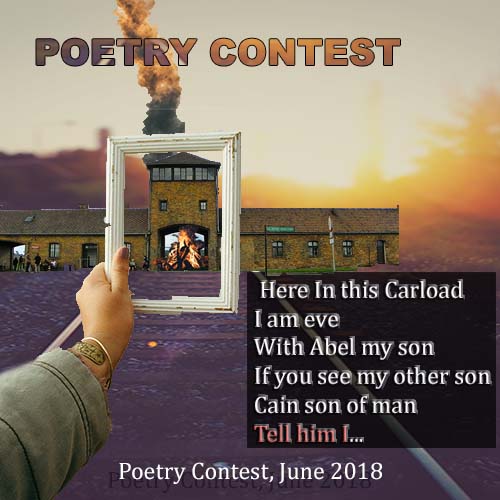 POETRY CONTEST
Here In this Carload
I am eve
With Abel my son
If you see my other son
Cain son of man
Tell him I...
Poetry Contest, June 2018